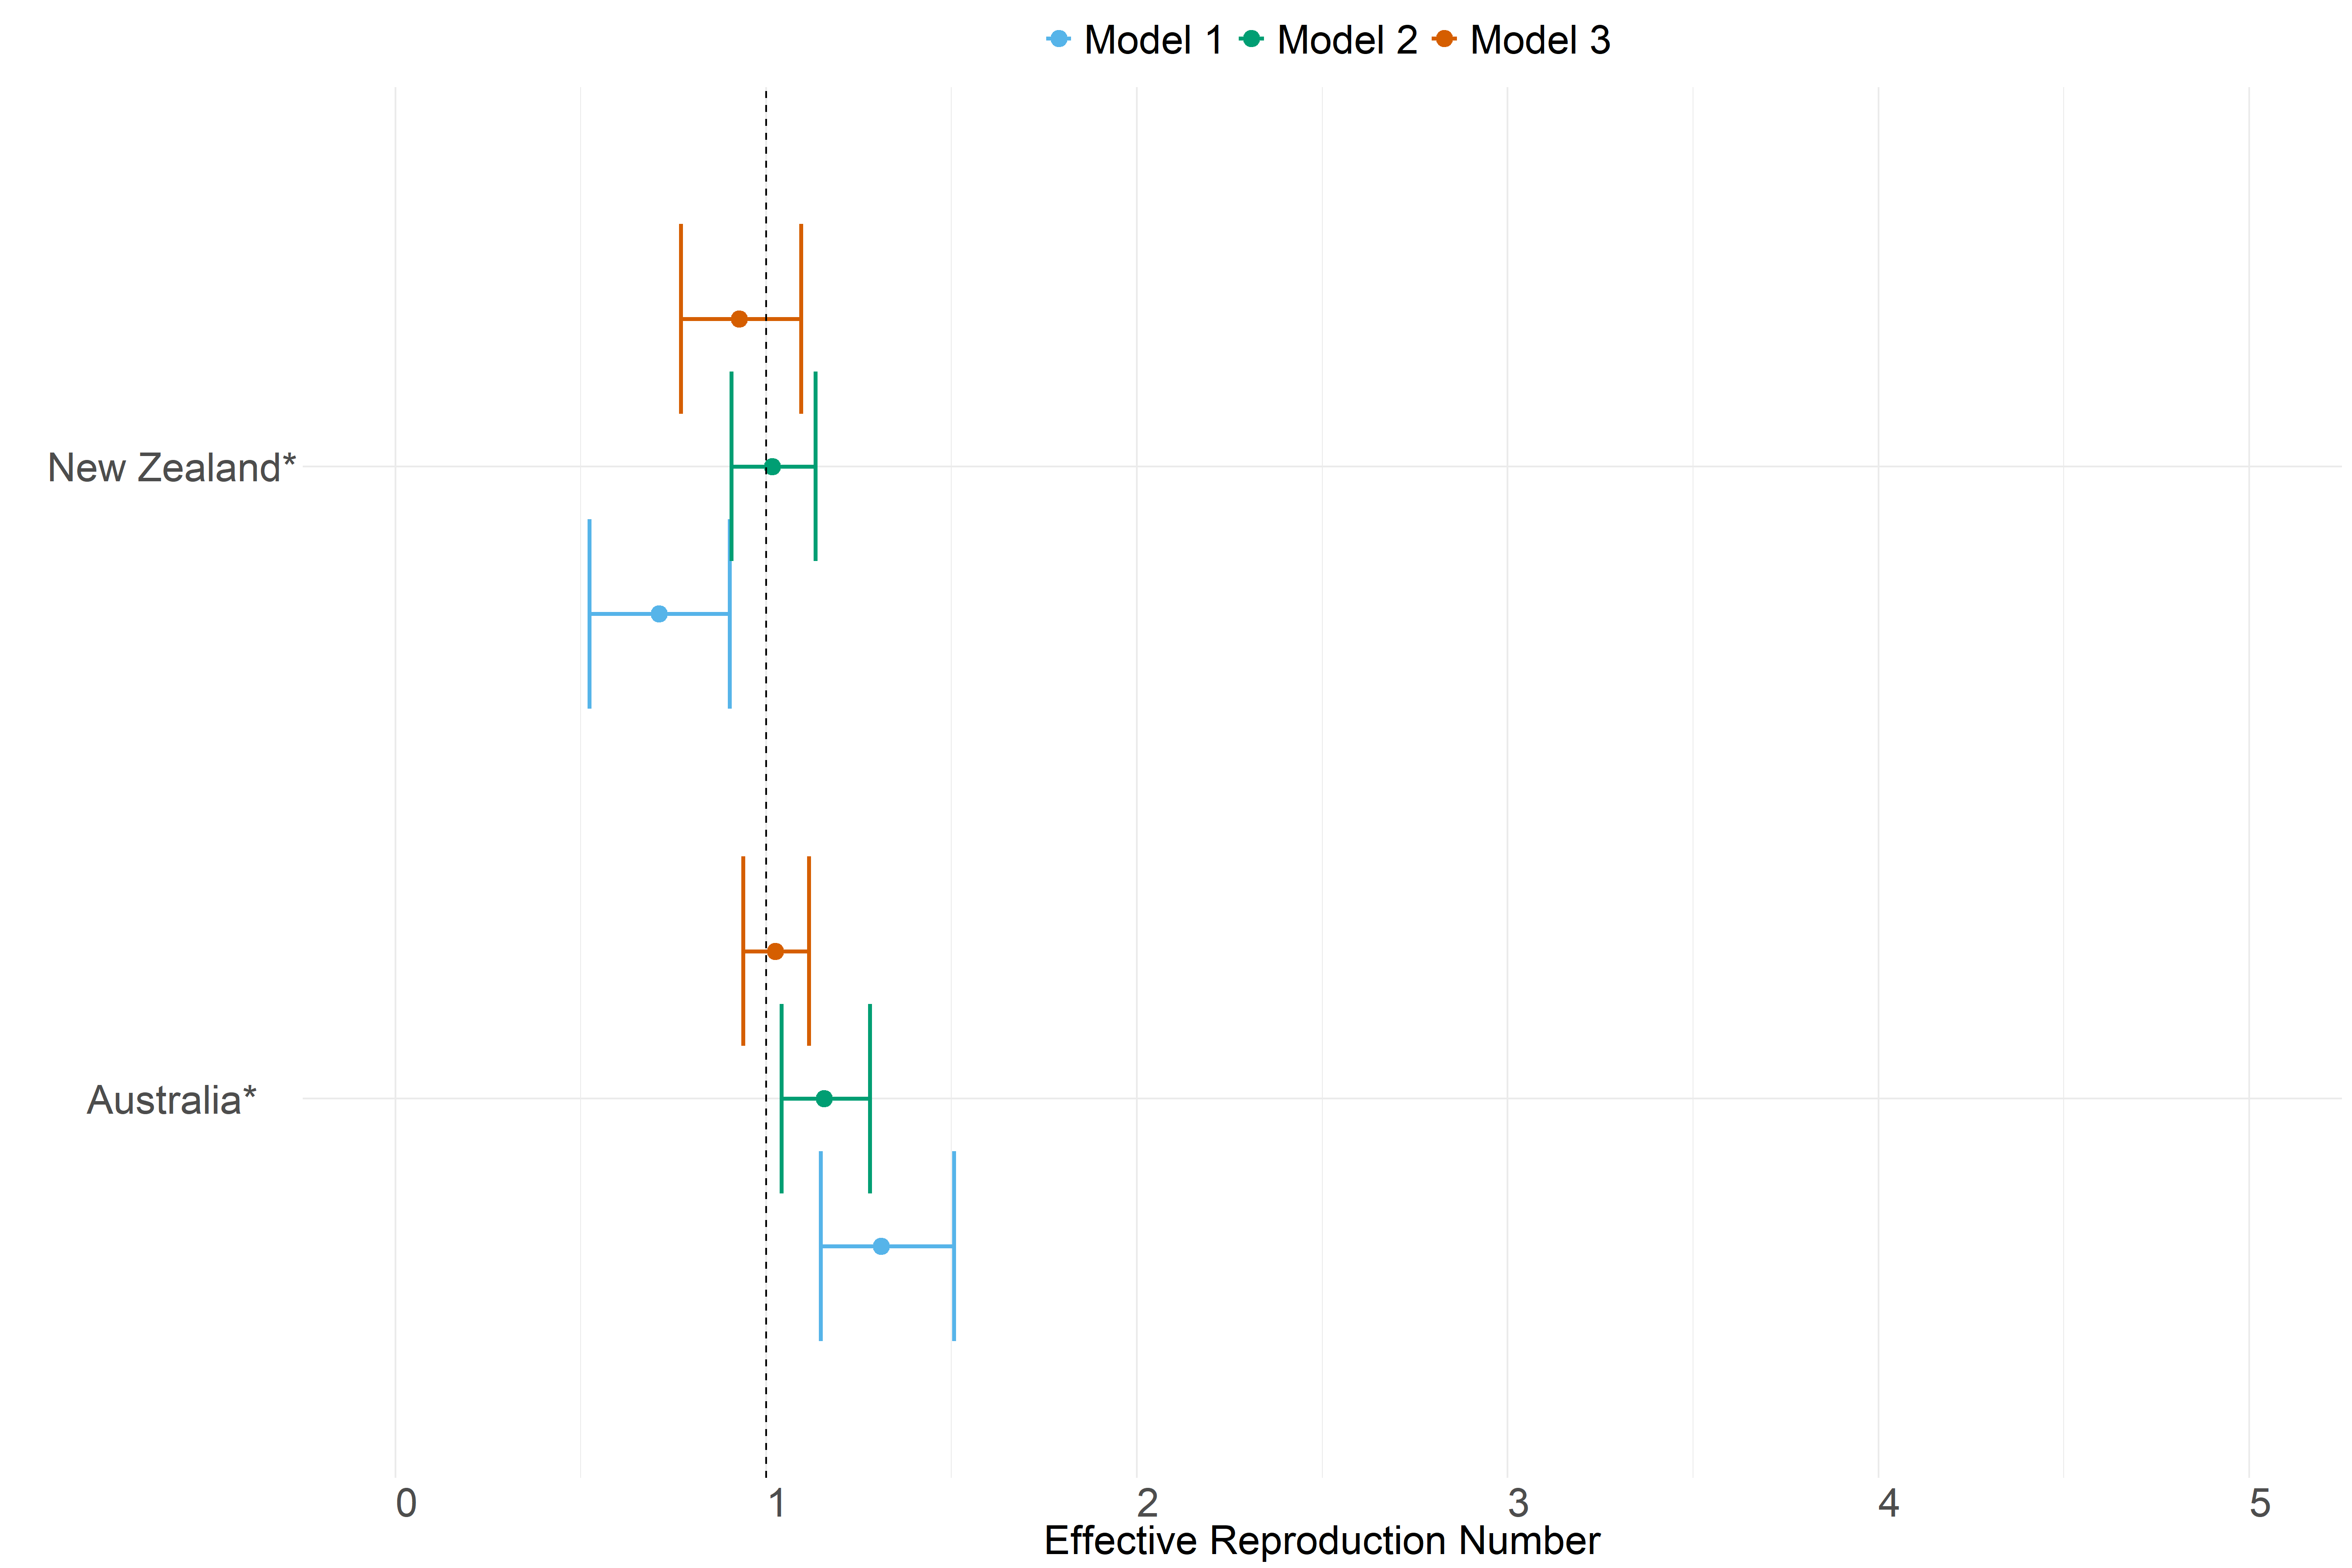 Model 1 Model 2 Model 3
New Zealand*
Australia*
0 1 2 3 4 5
Effective Reproduction Number